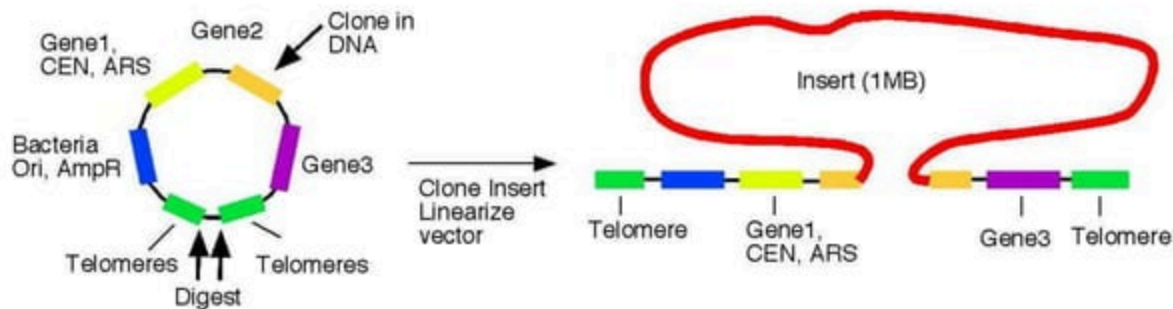 Gene2
Clone in
DNA
Gene1,
CEN, ARS
Bacteria
Ori, AmpR
Gene3
Telomeres
Telomeres
Digest
Clone Insert
Linearize
vector
Insert (1MB)
Telomere
Gene1,
CEN, ARS
Gene3
Telomere